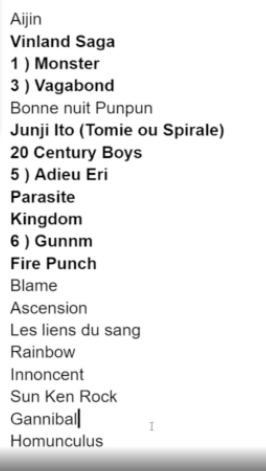 Aijin
Vinland Saga
1 ) Monster
3 ) Vagabond
Bonne nuit Punpun
Junji Ito (Tomie ou Spirale)
20 Century Boys
5 ) Adieu Eri
Parasite
Kingdom
6 ) Gunnm
Fire Punch
Blame
Ascension
Les liens du sang
Rainbow
Innoncent
Sun Ken Rock
Gannibal
Homunculus